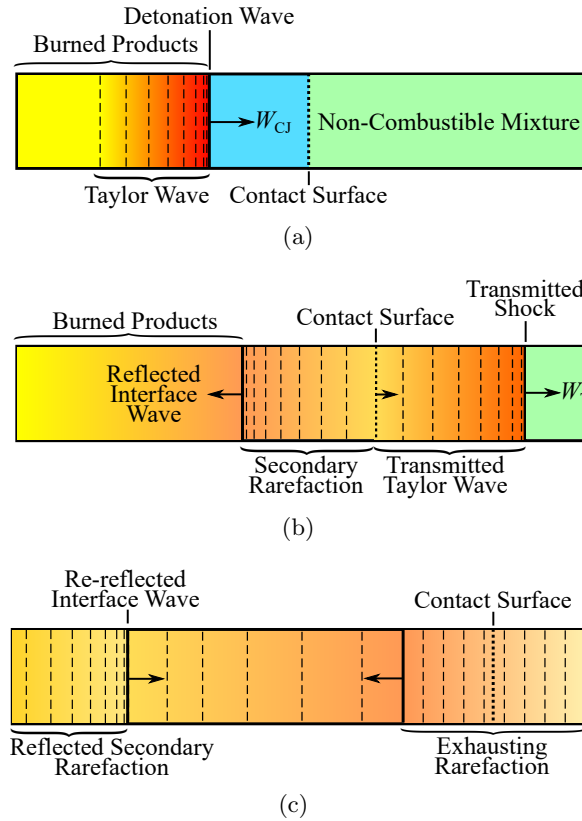 Detonation Wave
Burned Products
W_CJ
Non-Combustible Mixture
Taylor Wave
Contact Surface
(a)
Transmitted
Shock
Contact Surface
Burned Products
Reflected
Interface
Wave
W
Secondary
Rarefaction
Transmitted
Taylor Wave
(b)
Re-reflected
Interface Wave
Contact Surface
Reflected Secondary
Rarefaction
Exhausting
Rarefaction
(c)